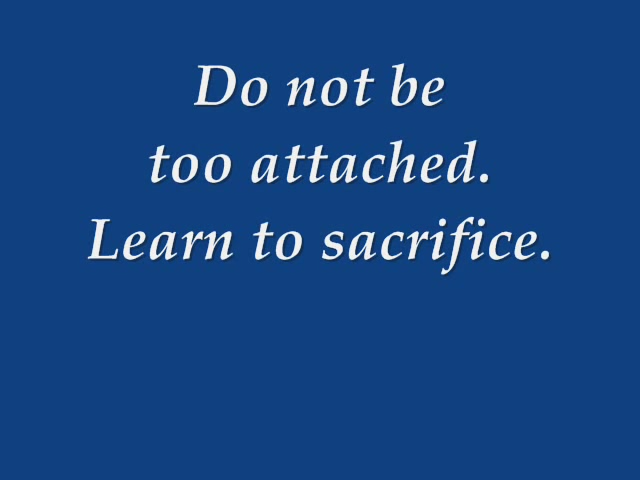 Do not be
too attached.
Learn to sacrifice.